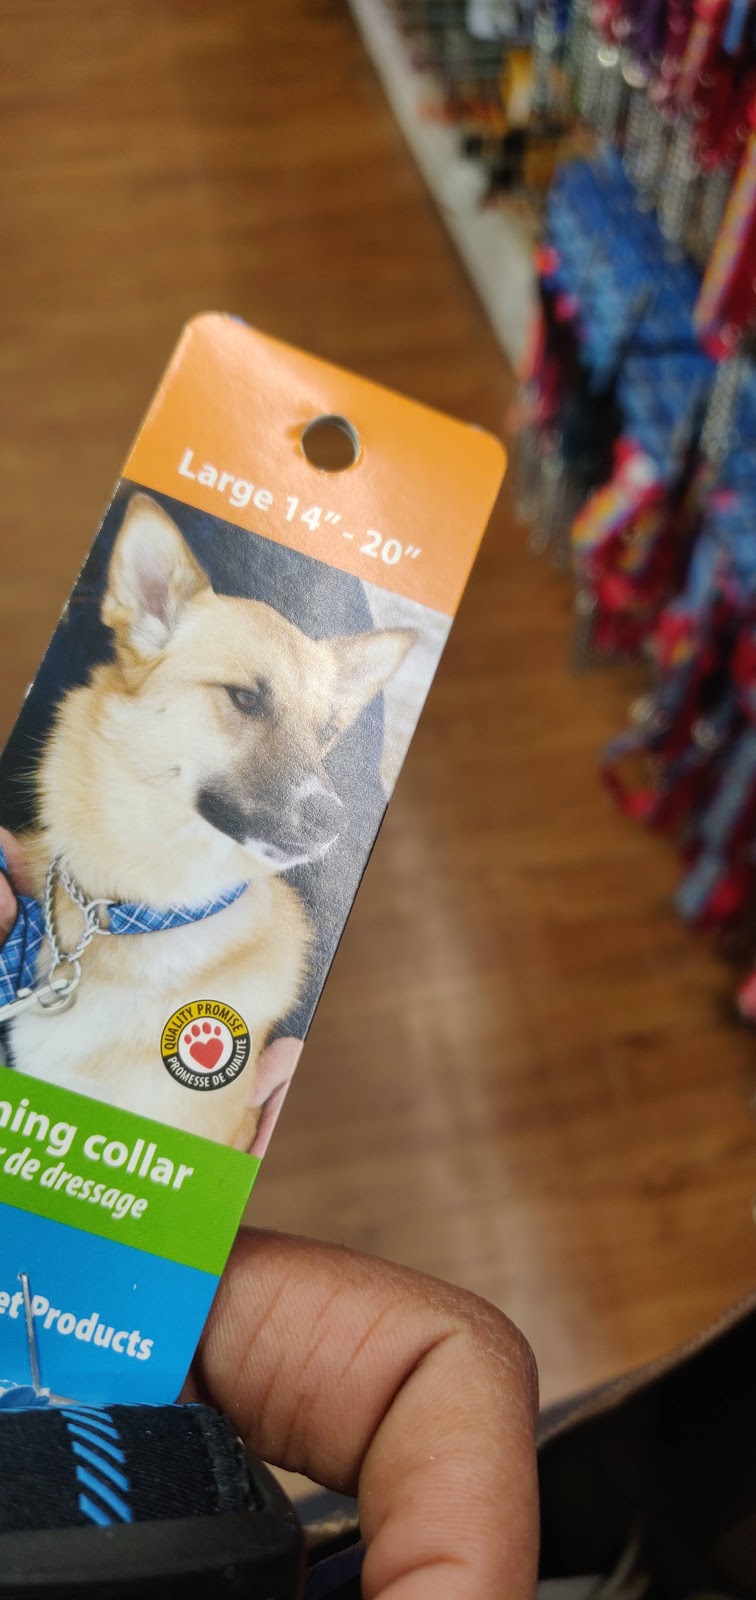 Large 14" - 20"
QUALITY PROMISE
PROMESSE DE QUALITÉ
ning collar
r de dressage
et Products